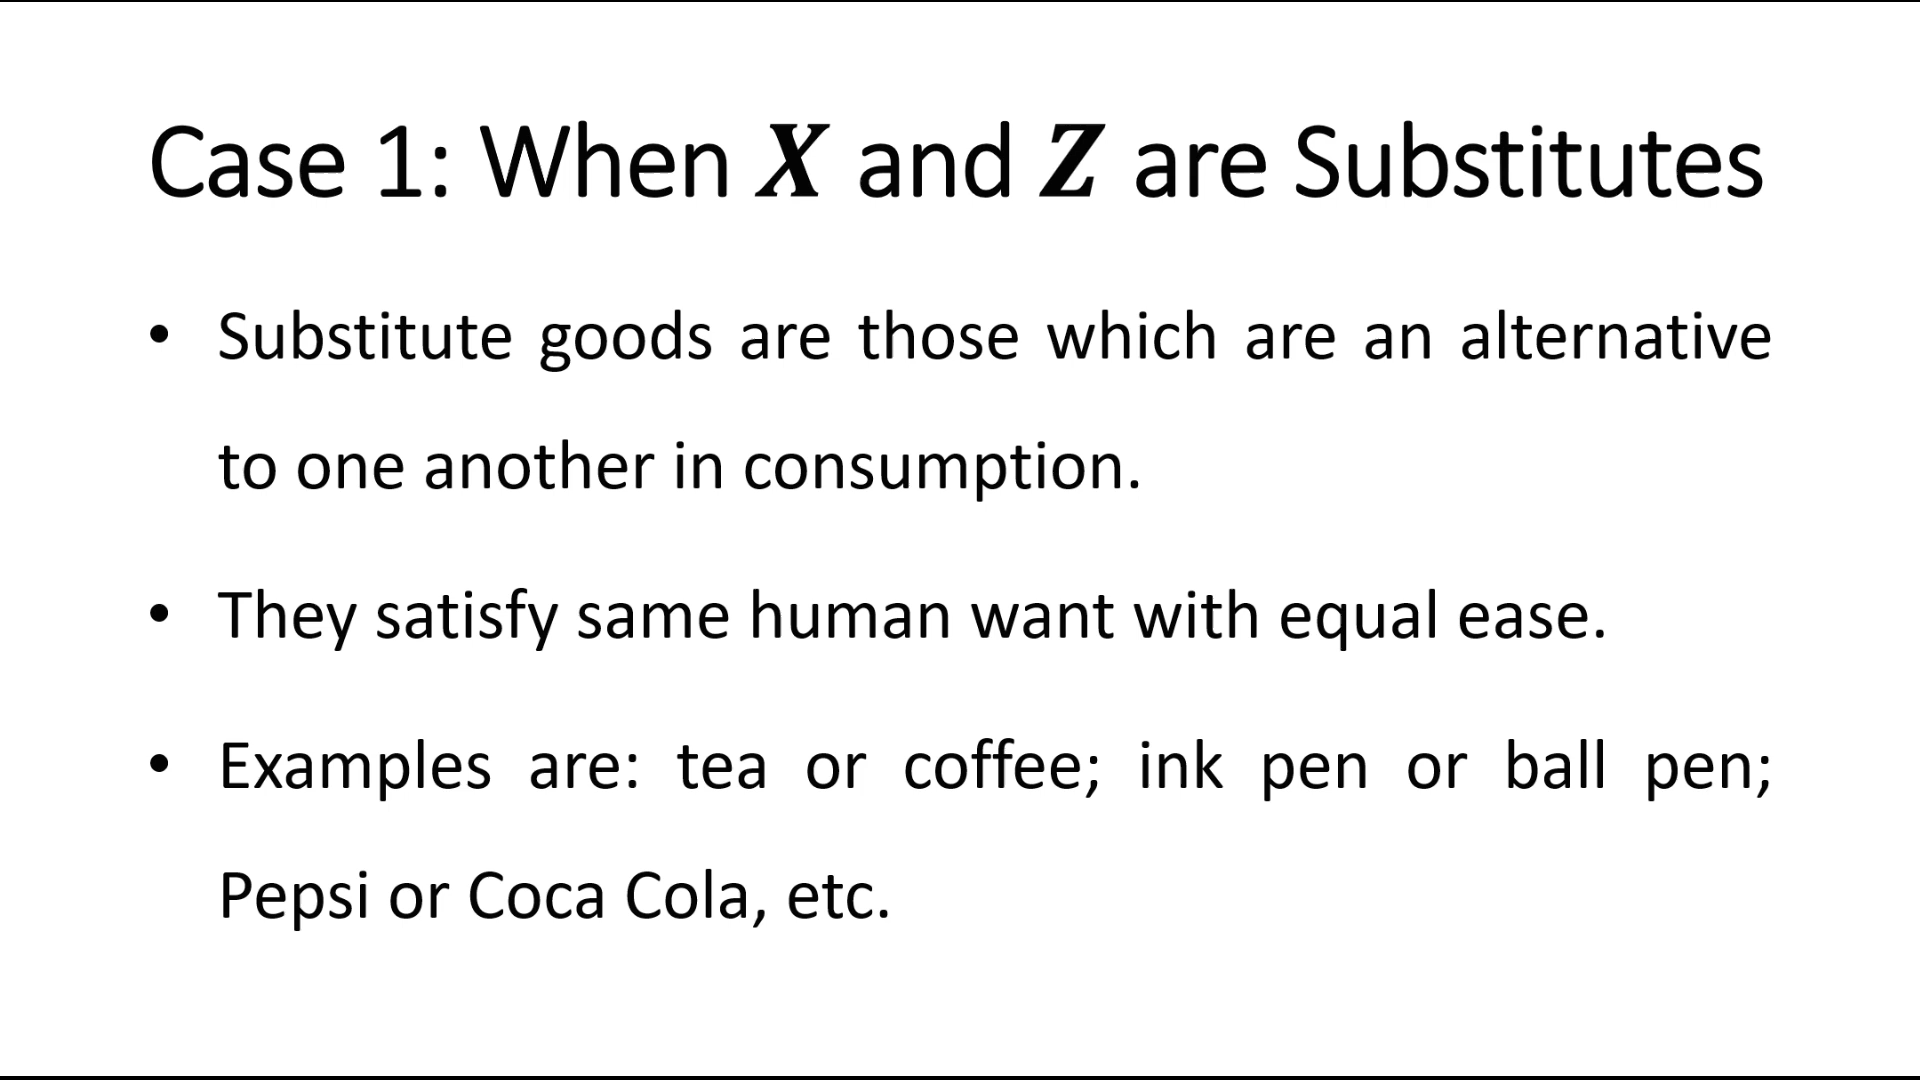 Case 1: When X and Z are Substitutes
• Substitute goods are those which are an alternative
to one another in consumption.
• They satisfy same human want with equal ease.
• Examples are: tea or coffee; ink pen or ball pen;
Pepsi or Coca Cola, etc.